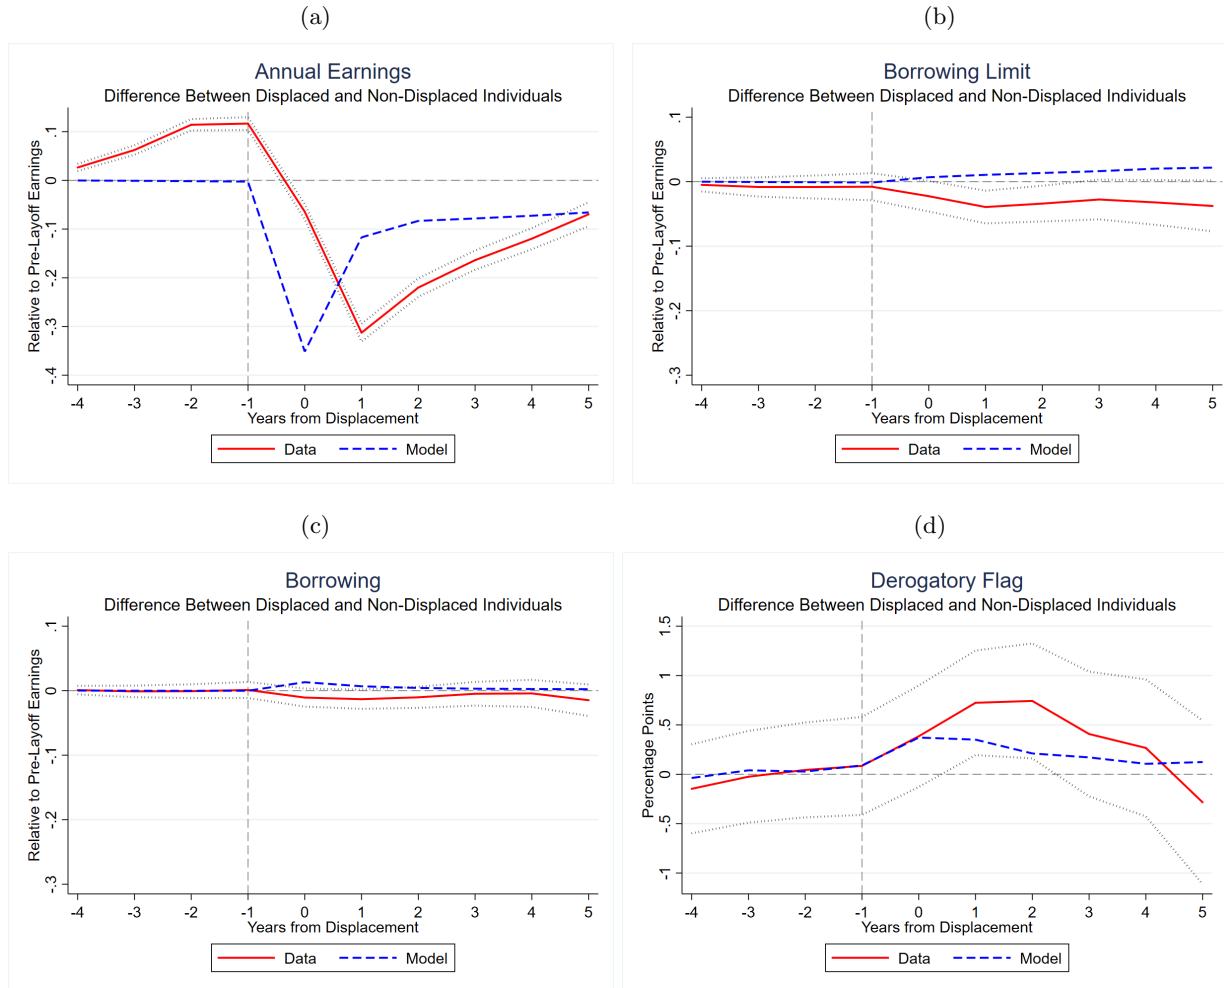 (a)
Annual Earnings
Difference Between Displaced and Non-Displaced Individuals
Relative to Pre-Layoff Earnings
.1
0
-.1
-.2
-.3
-.4
-4 -3 -2 -1 0 1 2 3 4 5
Years from Displacement
Data Model
(b)
Borrowing Limit
Difference Between Displaced and Non-Displaced Individuals
Relative to Pre-Layoff Earnings
.1
0
-.1
-.2
-.3
-4 -3 -2 -1 0 1 2 3 4 5
Years from Displacement
Data Model
(c)
Borrowing
Difference Between Displaced and Non-Displaced Individuals
Relative to Pre-Layoff Earnings
.1
0
-.1
-.2
-.3
-4 -3 -2 -1 0 1 2 3 4 5
Years from Displacement
Data Model
(d)
Derogatory Flag
Difference Between Displaced and Non-Displaced Individuals
Percentage Points
1.5
1
.5
0
-.5
-1
-4 -3 -2 -1 0 1 2 3 4 5
Years from Displacement
Data Model